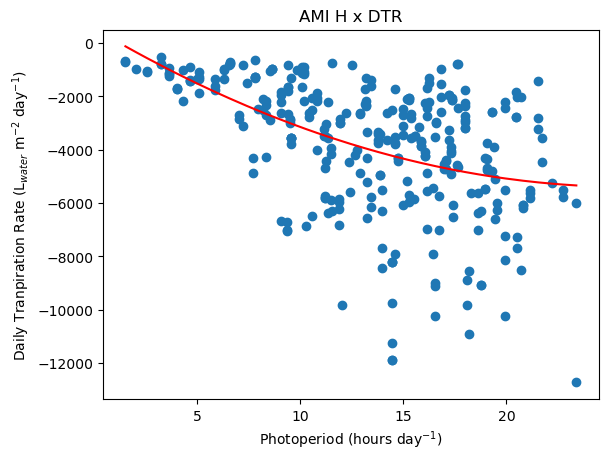 AMI H x DTR
Daily Tranpiration Rate (L_water m⁻² day⁻¹)
0
−2000
−4000
−6000
−8000
−10000
−12000
5 10 15 20
Photoperiod (hours day⁻¹)